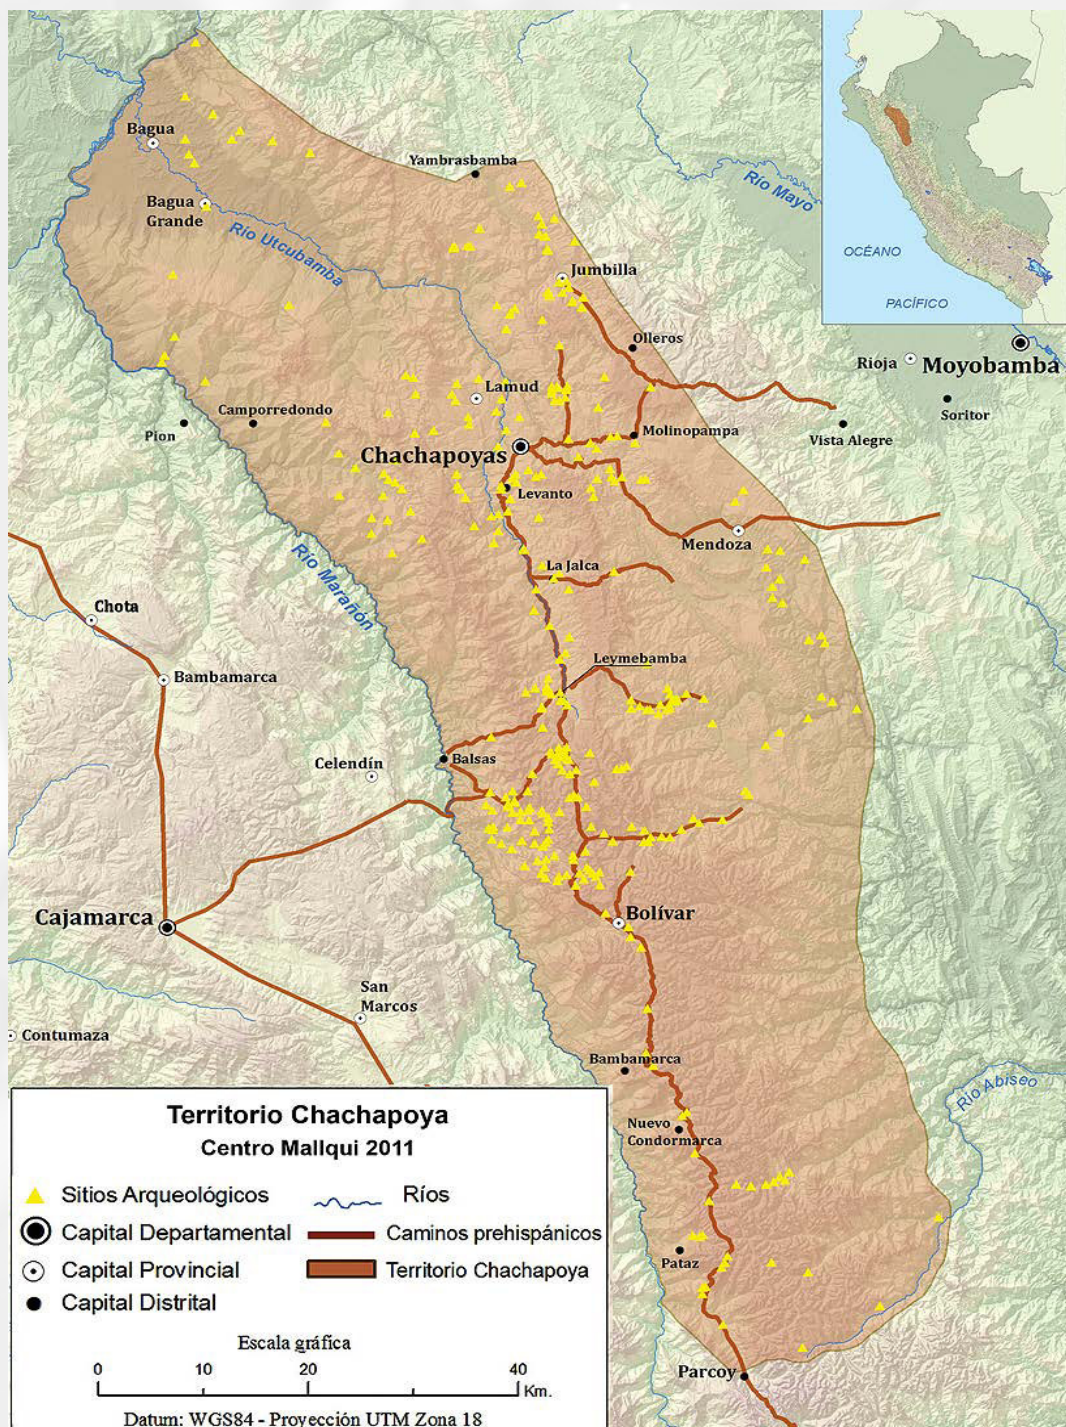 Bagua
Yambrasbamba
Río Mayo
Bagua
Grande
Río Utcubamba
OCÉANO
PACÍFICO
Jumbilla
Olleros
Rioja
Moyobamba
Lamud
Camporredondo
Soritor
Pion
Molinopampa
Vista Alegre
Chachapoyas
Levanto
Mendoza
Río Marañón
La Jalca
Chota
Leymebamba
Bambamarca
Celendín
Balsas
Cajamarca
Bolívar
San
Marcos
Contumaza
Bambamarca
Río Abiseo
Nuevo
Condormarca
Pataz
Parcoy
Territorio Chachapoya
Centro Mallqui 2011
Sitios Arqueológicos
Ríos
Capital Departamental
Caminos prehispánicos
Capital Provincial
Territorio Chachapoya
Capital Distrital
Escala gráfica
0 10 20 40
Km.
Datum: WGS84 - Proyección UTM Zona 18